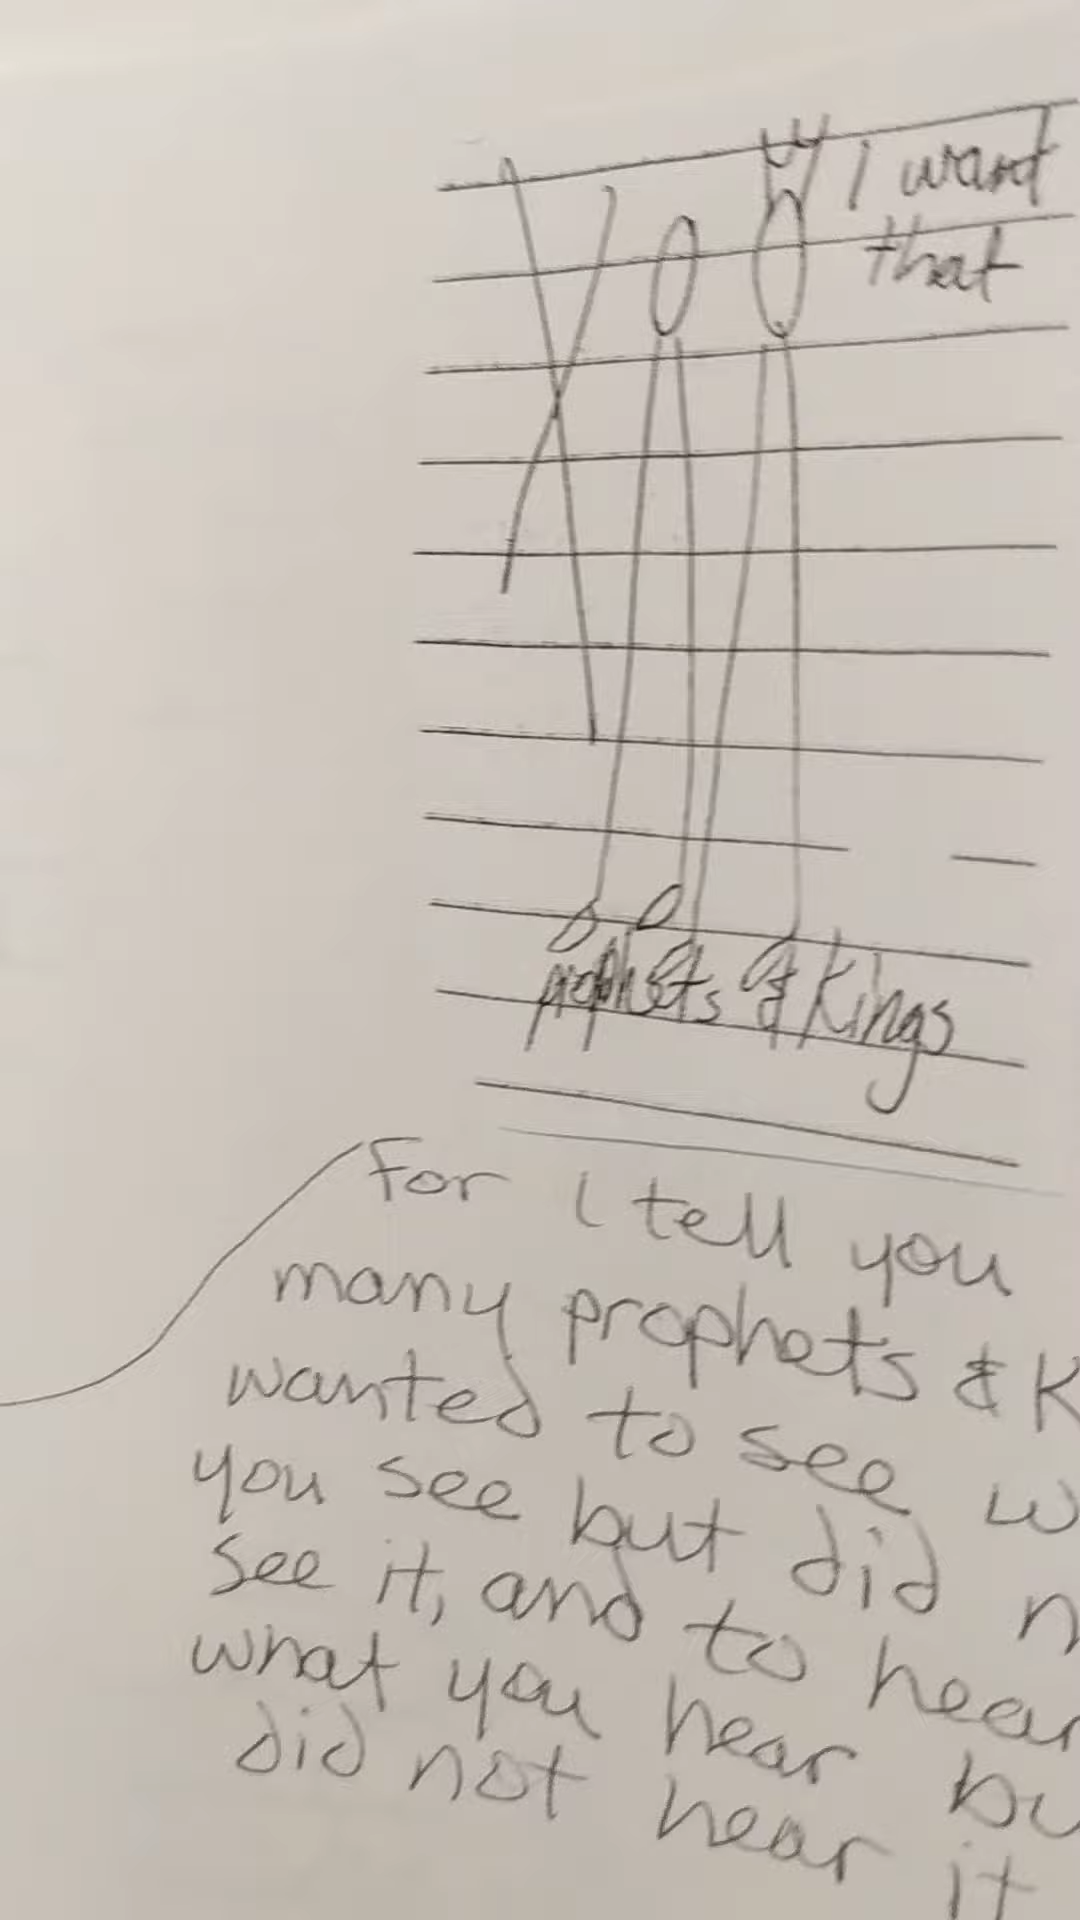 I want
that
prophets & Kings
For I tell you
many prophets & K
wanted to see w
you see but did n
see it, and to hear
what you hear bu
did not hear it